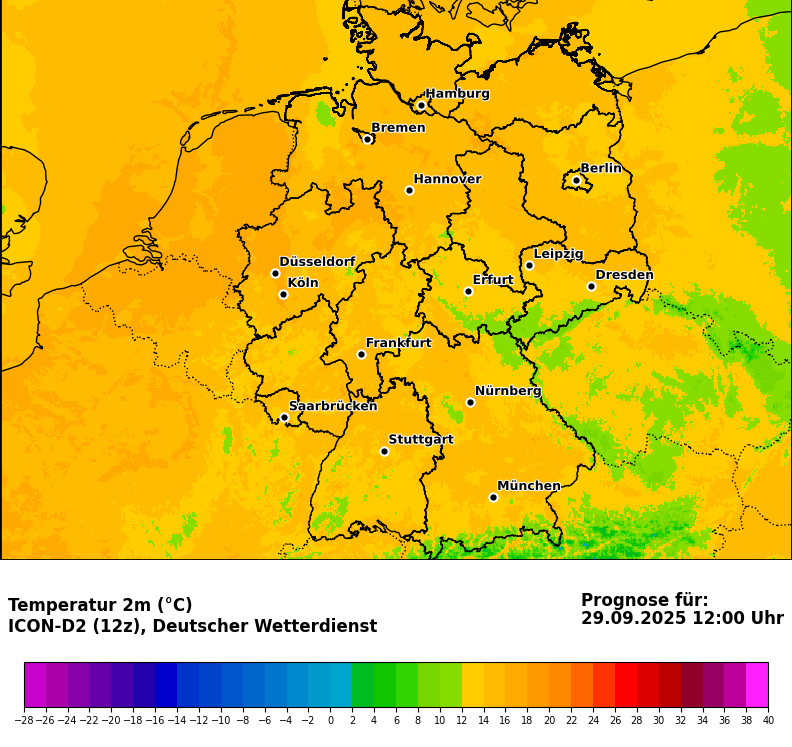 Hamburg
Bremen
Berlin
Hannover
Leipzig
Düsseldorf
Dresden
Köln
Erfurt
Frankfurt
Nürnberg
Saarbrücken
Stuttgart
München
Temperatur 2m (°C)
ICON-D2 (12z), Deutscher Wetterdienst
Prognose für:
29.09.2025 12:00 Uhr
−28 −26 −24 −22 −20 −18 −16 −14 −12 −10 −8 −6 −4 −2 0 2 4 6 8 10 12 14 16 18 20 22 24 26 28 30 32 34 36 38 40